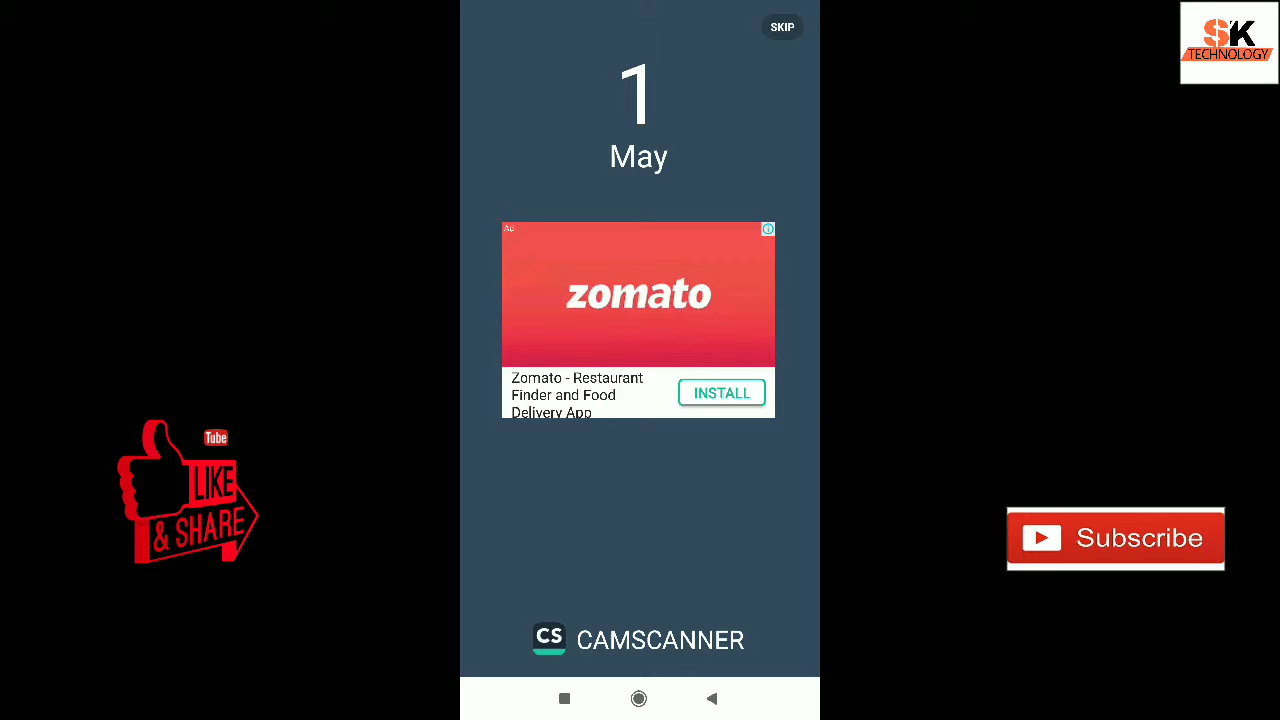 SKIP
SK
TECHNOLOGY
1
May
Ad
zomato
Zomato - Restaurant
Finder and Food
Delivery App
INSTALL
Tube
LIKE
& SHARE
Subscribe
CS CAMSCANNER